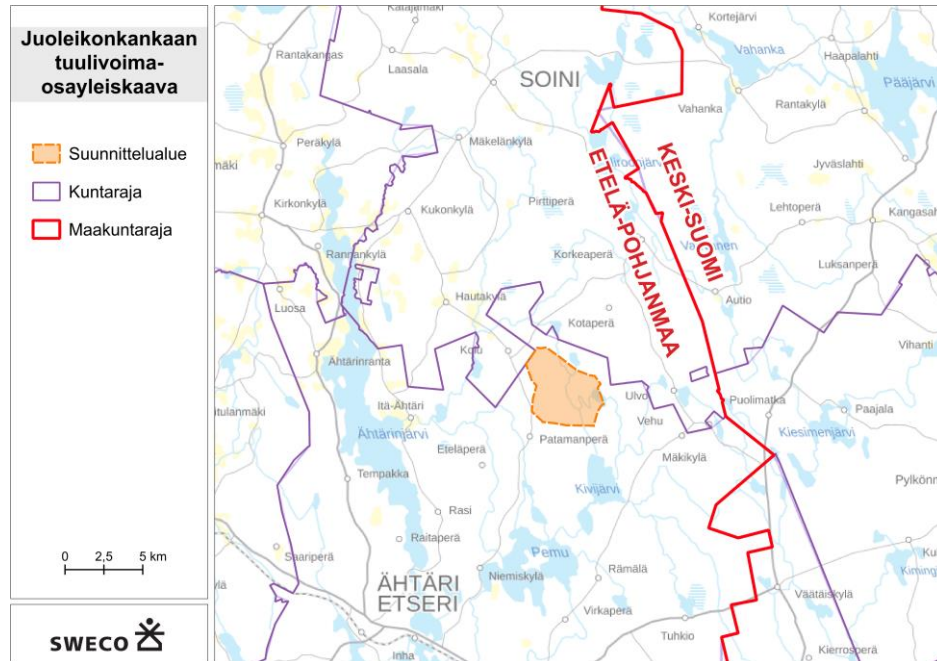 Juoleikonkankaan
tuulivoima-
osayleiskaava
Suunnittelualue
Kuntaraja
Maakuntaraja
0 2,5 5 km
SWECO
Katajamäki
Kortejärvi
Rantakangas
Laasala
SOINI
Vahanka
Haapalahti
Pääjärvi
Vahanka
Rantakylä
Peräkylä
Mäkelänkylä
Jyväslahti
mäki
Kirkonkylä
Kukonkylä
Pirttiperä
KESKI-SUOMI
ETELÄ-POHJANMAA
Lehtoperä
Kangasah
Rannankylä
Korkeaperä
Luksanperä
Luosa
Hautakylä
Autio
Kotaperä
Vihanti
Kolu
Ähtärinranta
Ulvo
Puolimatka
itulanmäki
Itä-Ähtäri
Vehu
Paajala
Ähtärinjärvi
Patamanperä
Kiesimenjärvi
Eteläperä
Mäkikylä
Tempakka
Kivijärvi
Pylkönm
Rasi
Raitaperä
Saariperä
Pemu
Niemiskylä
Rämälä
ÄHTÄRI
ETSERI
Väätäiskylä
Virkaperä
Tuhkio
Inha
Kierrosperä